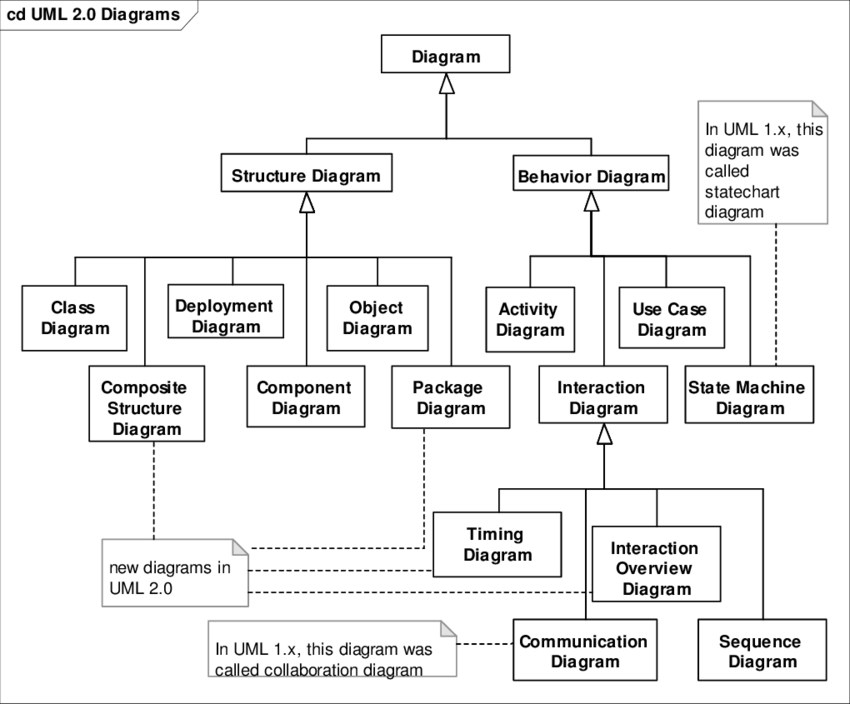 cd UML 2.0 Diagrams
Diagram
In UML 1.x, this
diagram was
called
statechart
diagram
Structure Diagram
Behavior Diagram
Class
Diagram
Deployment
Diagram
Object
Diagram
Activity
Diagram
Use Case
Diagram
Composite
Structure
Diagram
Component
Diagram
Package
Diagram
Interaction
Diagram
State Machine
Diagram
Timing
Diagram
Interaction
Overview
Diagram
new diagrams in
UML 2.0
In UML 1.x, this diagram was
called collaboration diagram
Communication
Diagram
Sequence
Diagram